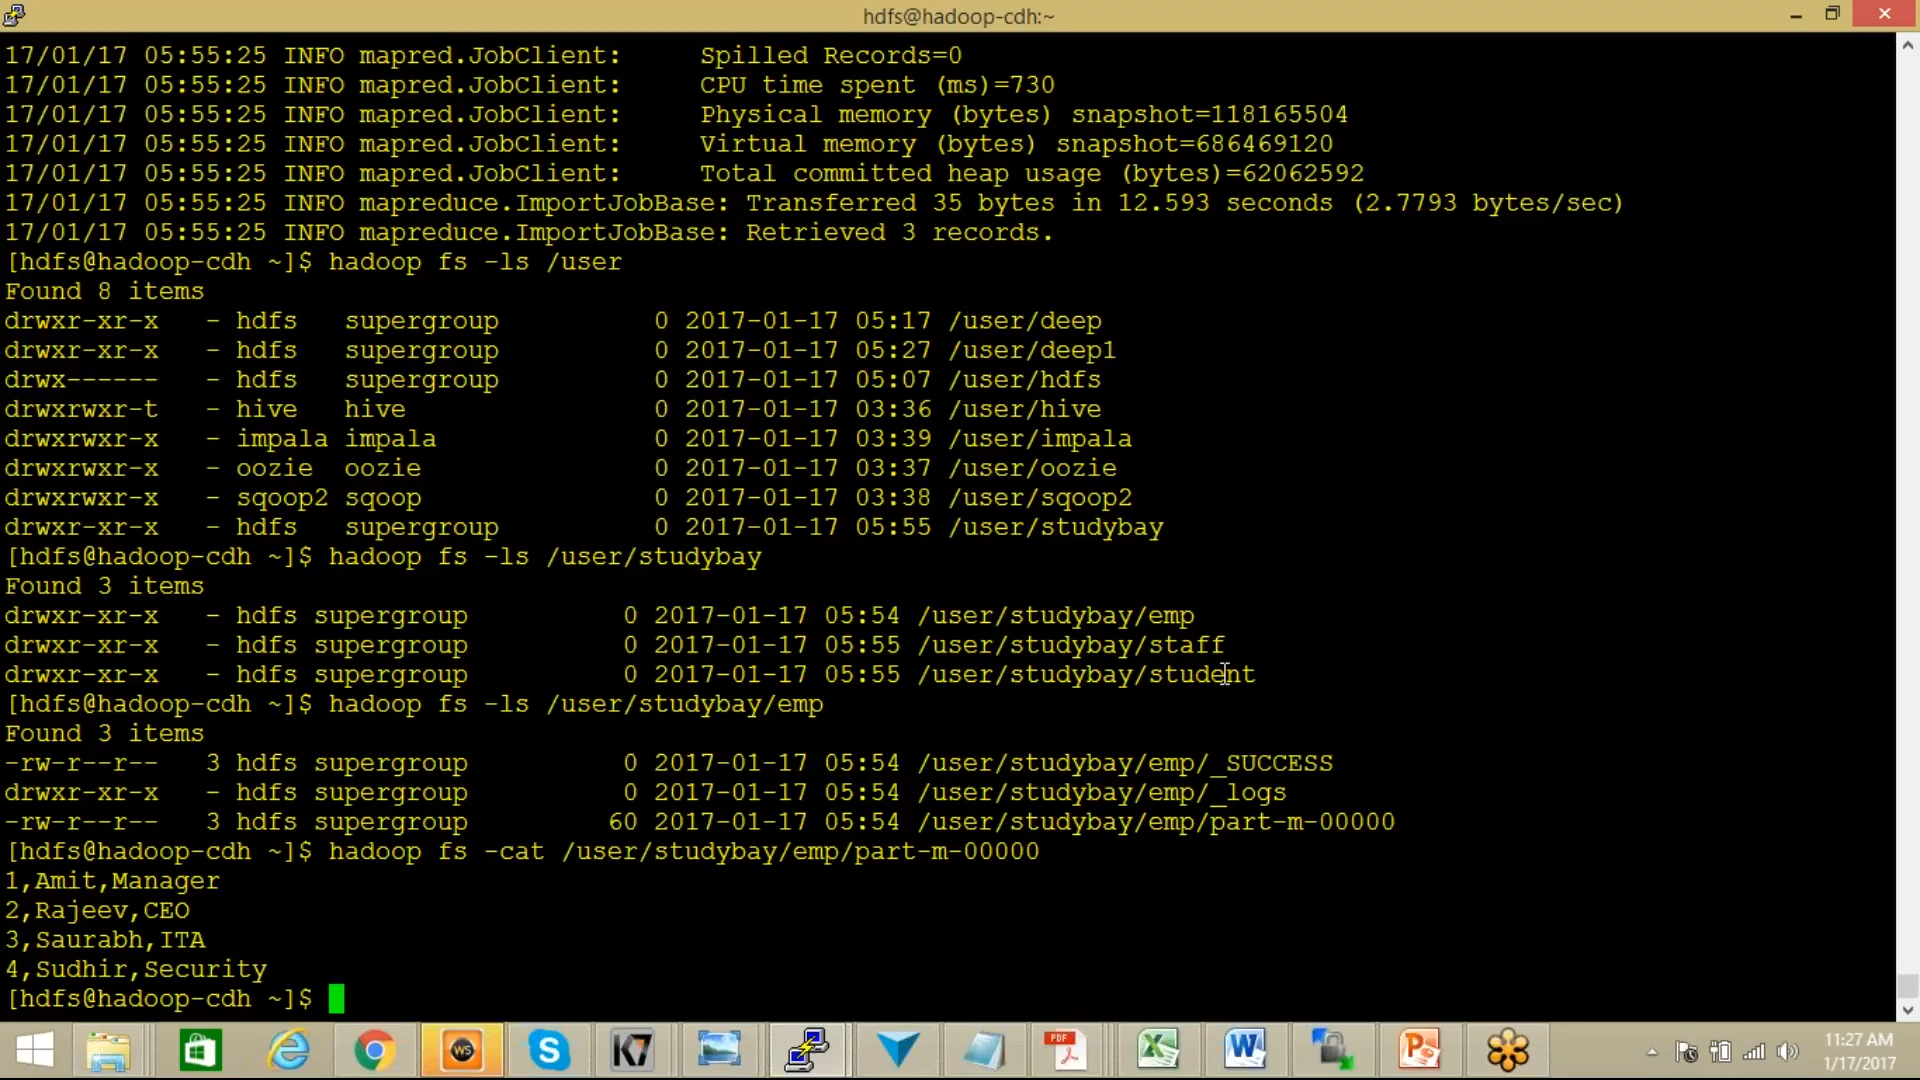 hdfs@hadoop-cdh:~
17/01/17 05:55:25 INFO mapred.JobClient:     Spilled Records=0
17/01/17 05:55:25 INFO mapred.JobClient:     CPU time spent (ms)=730
17/01/17 05:55:25 INFO mapred.JobClient:     Physical memory (bytes) snapshot=118165504
17/01/17 05:55:25 INFO mapred.JobClient:     Virtual memory (bytes) snapshot=686469120
17/01/17 05:55:25 INFO mapred.JobClient:     Total committed heap usage (bytes)=62062592
17/01/17 05:55:25 INFO mapreduce.ImportJobBase: Transferred 35 bytes in 12.593 seconds (2.7793 bytes/sec)
17/01/17 05:55:25 INFO mapreduce.ImportJobBase: Retrieved 3 records.
[hdfs@hadoop-cdh ~]$ hadoop fs -ls /user
Found 8 items
drwxr-xr-x   - hdfs   supergroup          0 2017-01-17 05:17 /user/deep
drwxr-xr-x   - hdfs   supergroup          0 2017-01-17 05:27 /user/deep1
drwx------   - hdfs   supergroup          0 2017-01-17 05:07 /user/hdfs
drwxrwxr-t   - hive   hive                0 2017-01-17 03:36 /user/hive
drwxrwxr-x   - impala impala              0 2017-01-17 03:39 /user/impala
drwxrwxr-x   - oozie  oozie               0 2017-01-17 03:37 /user/oozie
drwxrwxr-x   - sqoop2 sqoop               0 2017-01-17 03:38 /user/sqoop2
drwxr-xr-x   - hdfs   supergroup          0 2017-01-17 05:55 /user/studybay
[hdfs@hadoop-cdh ~]$ hadoop fs -ls /user/studybay
Found 3 items
drwxr-xr-x   - hdfs supergroup          0 2017-01-17 05:54 /user/studybay/emp
drwxr-xr-x   - hdfs supergroup          0 2017-01-17 05:55 /user/studybay/staff
drwxr-xr-x   - hdfs supergroup          0 2017-01-17 05:55 /user/studybay/student
[hdfs@hadoop-cdh ~]$ hadoop fs -ls /user/studybay/emp
Found 3 items
-rw-r--r--   3 hdfs supergroup          0 2017-01-17 05:54 /user/studybay/emp/_SUCCESS
drwxr-xr-x   - hdfs supergroup          0 2017-01-17 05:54 /user/studybay/emp/_logs
-rw-r--r--   3 hdfs supergroup         60 2017-01-17 05:54 /user/studybay/emp/part-m-00000
[hdfs@hadoop-cdh ~]$ hadoop fs -cat /user/studybay/emp/part-m-00000
1,Amit,Manager
2,Rajeev,CEO
3,Saurabh,ITA
4,Sudhir,Security
[hdfs@hadoop-cdh ~]$
WS
S
K7
PDF
X
W
P
11:27 AM
1/17/2017